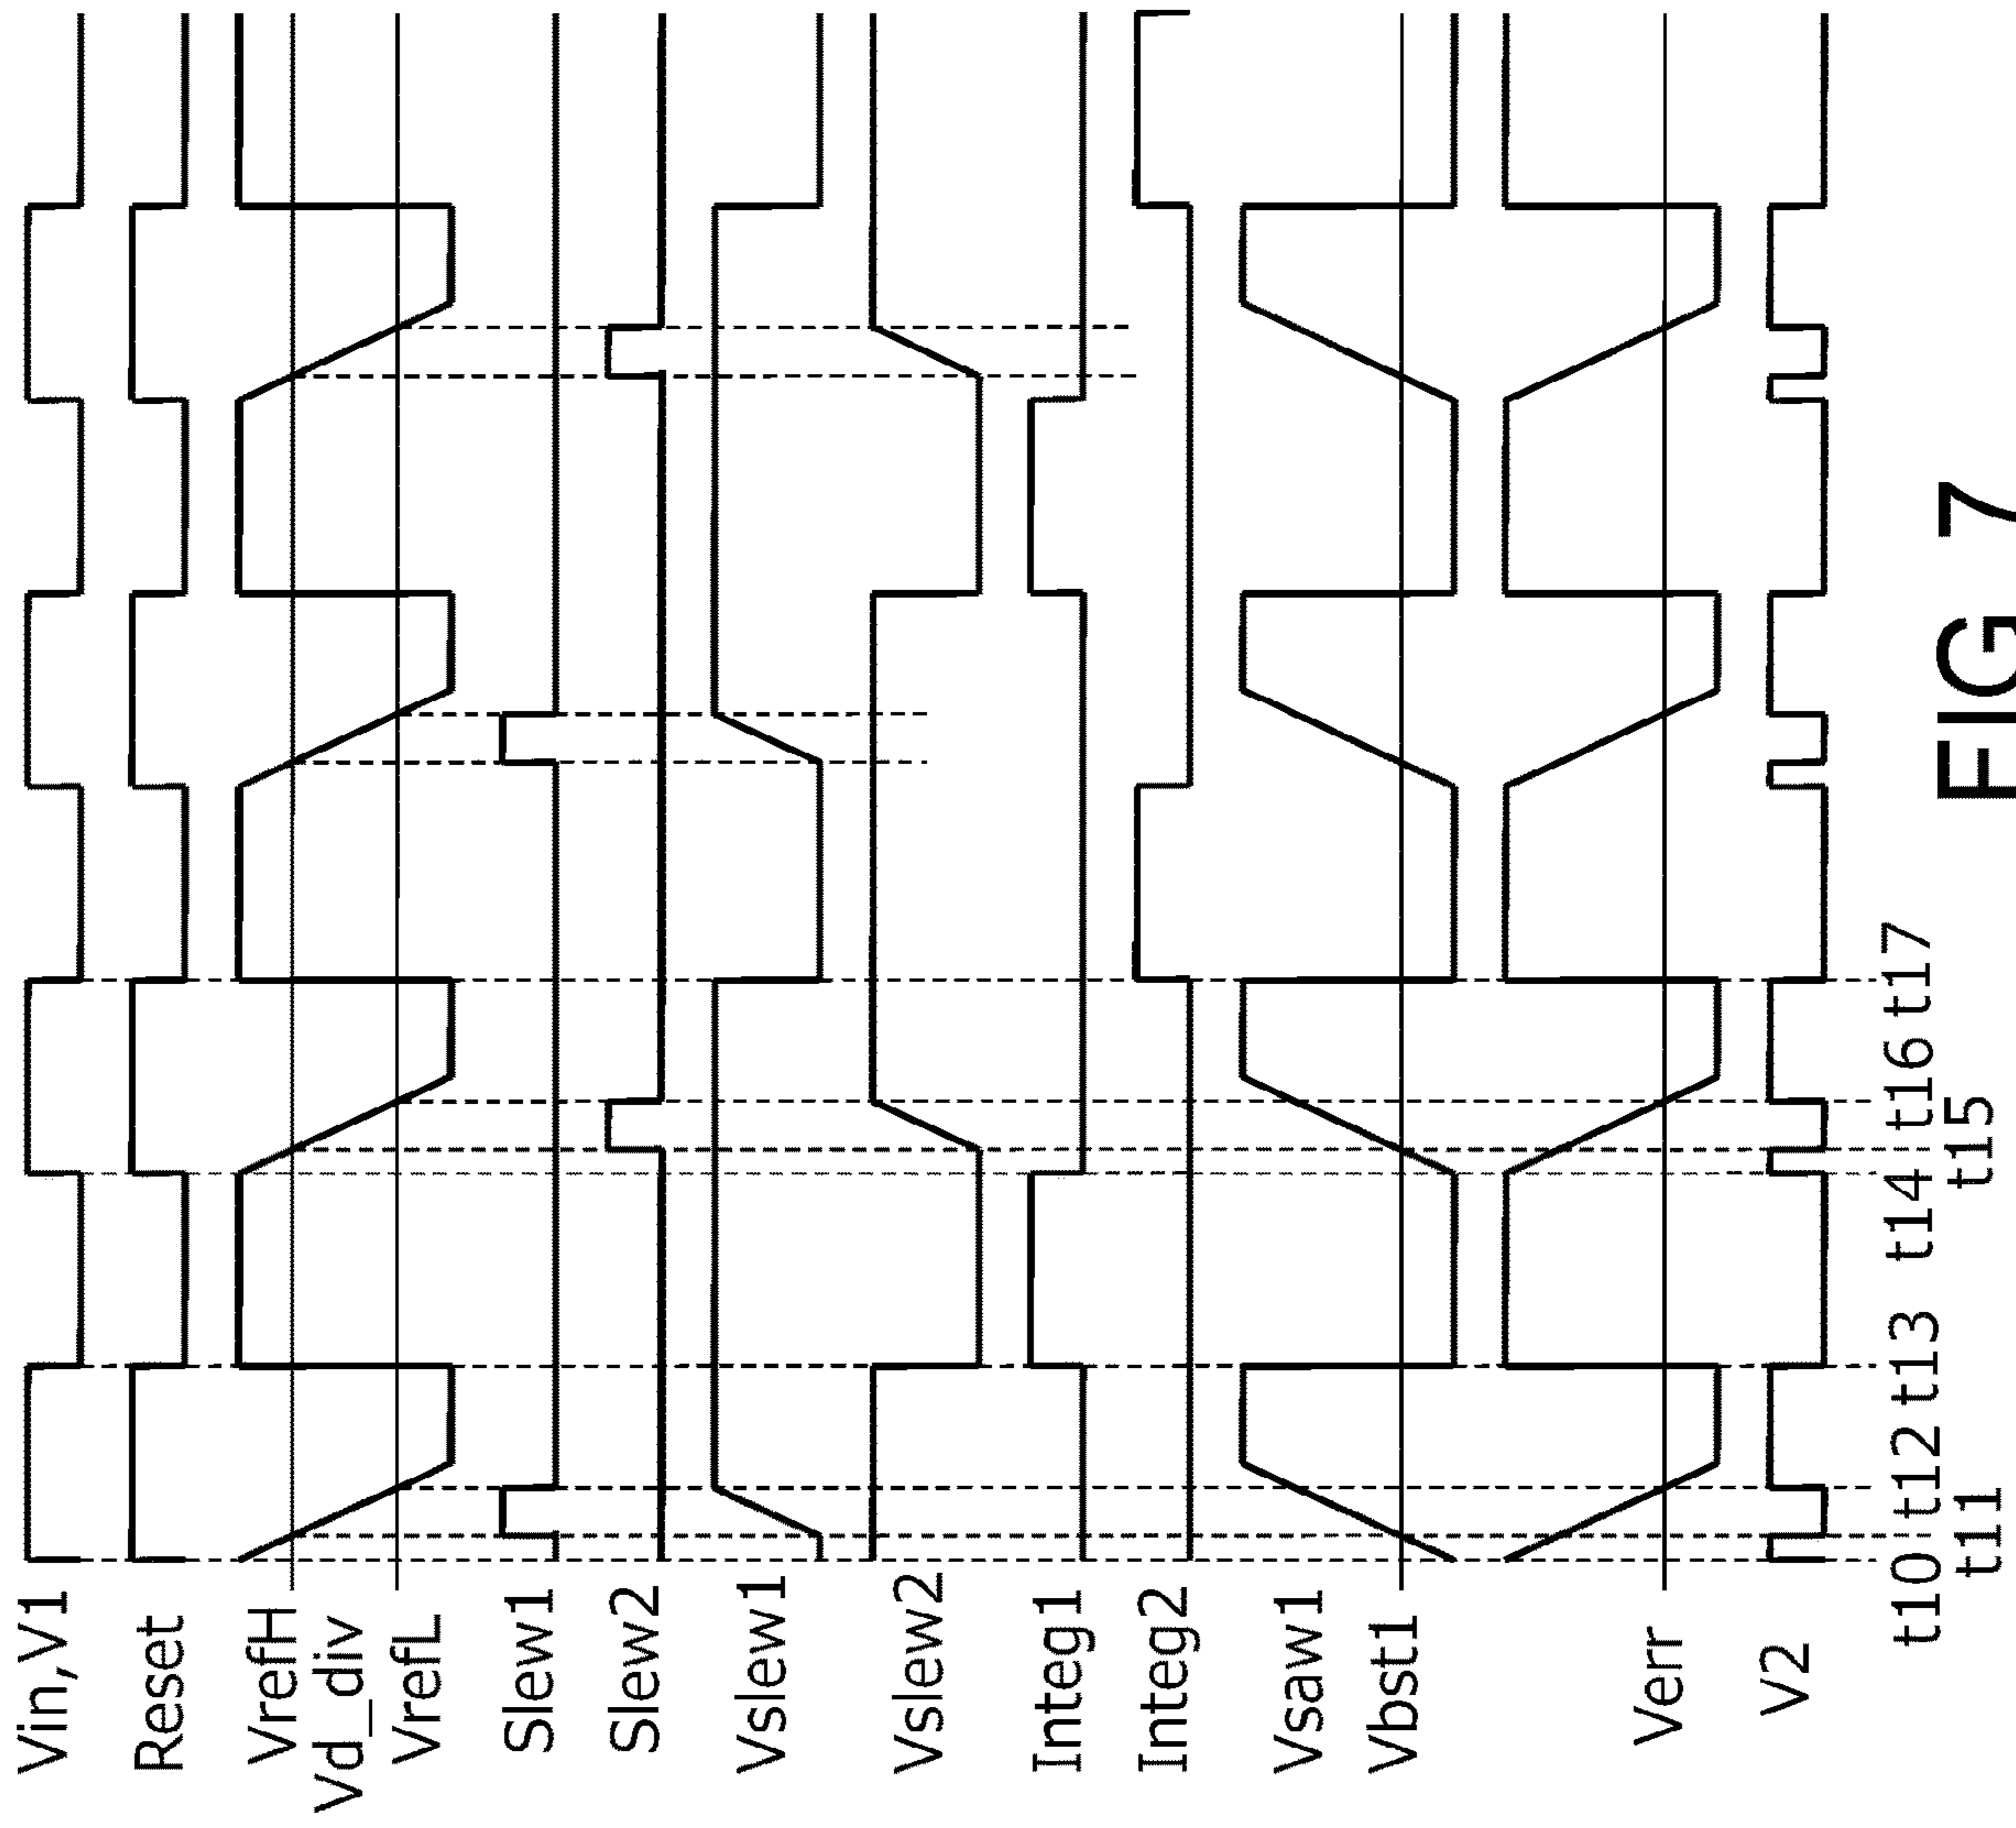 Vin,V1
Reset
VrefH
Vd_div
VrefL
Slew1
Slew2
Vslew1
Vslew2
Integ1
Integ2
Vsaw1
Vbst1
Verr
V2
t10 t12 t13 t14 t16 t17
t11 t15
FIG 7